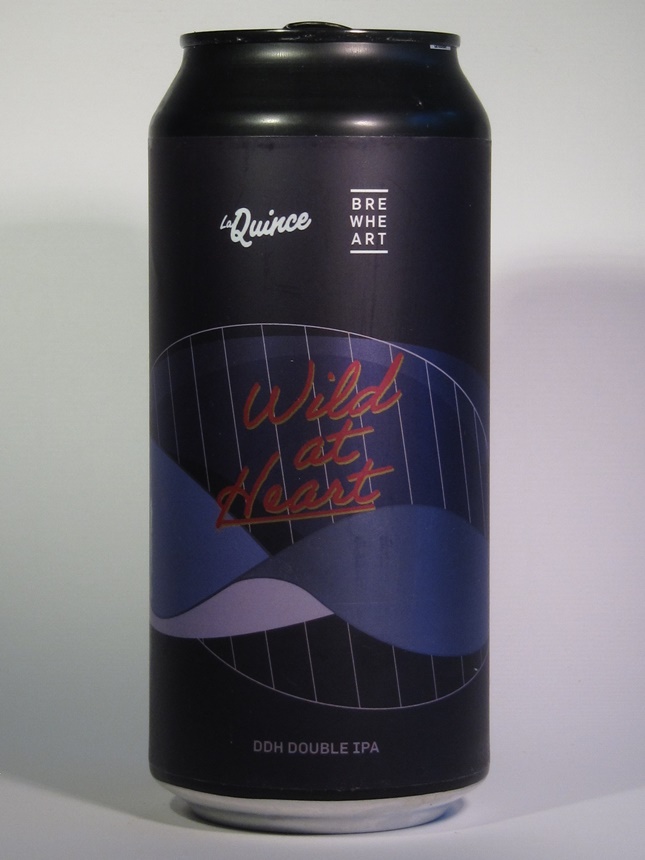 La Quince
BRE
WHE
ART
Wild
at
Heart
DDH DOUBLE IPA